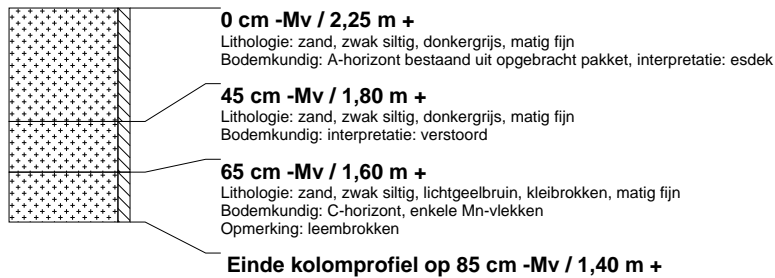 0 cm -Mv / 2,25 m +
Lithologie: zand, zwak siltig, donkergrijs, matig fijn
Bodemkundig: A-horizont bestaand uit opgebracht pakket, interpretatie: esdek
45 cm -Mv / 1,80 m +
Lithologie: zand, zwak siltig, donkergrijs, matig fijn
Bodemkundig: interpretatie: verstoord
65 cm -Mv / 1,60 m +
Lithologie: zand, zwak siltig, lichtgeelbruin, kleibrokken, matig fijn
Bodemkundig: C-horizont, enkele Mn-vlekken
Opmerking: leembrokken
Einde kolomprofiel op 85 cm -Mv / 1,40 m +